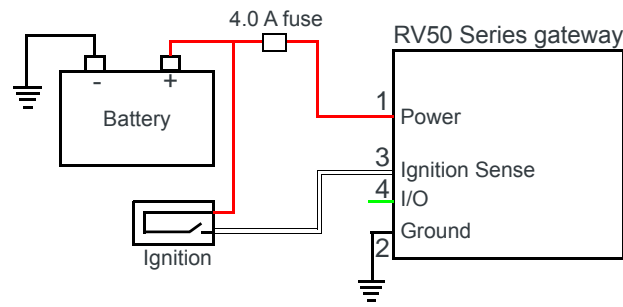 4.0 A fuse
RV50 Series gateway
- +
Battery
1
Power
3
Ignition Sense
4
I/O
Ground
2
Ignition